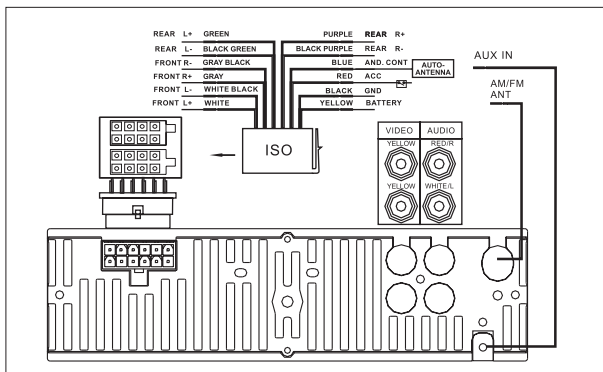 REAR L+ GREEN
REAR L- BLACK GREEN
FRONT R- GRAY BLACK
FRONT R+ GRAY
FRONT L- WHITE BLACK
FRONT L+ WHITE
PURPLE REAR R+
BLACK PURPLE REAR R-
BLUE AND. CONT
AUTO-
ANTENNA
RED ACC
BLACK GND
YELLOW BATTERY
ISO
AUX IN
AM/FM
ANT
VIDEO AUDIO
YELLOW RED/R
YELLOW WHITE/L